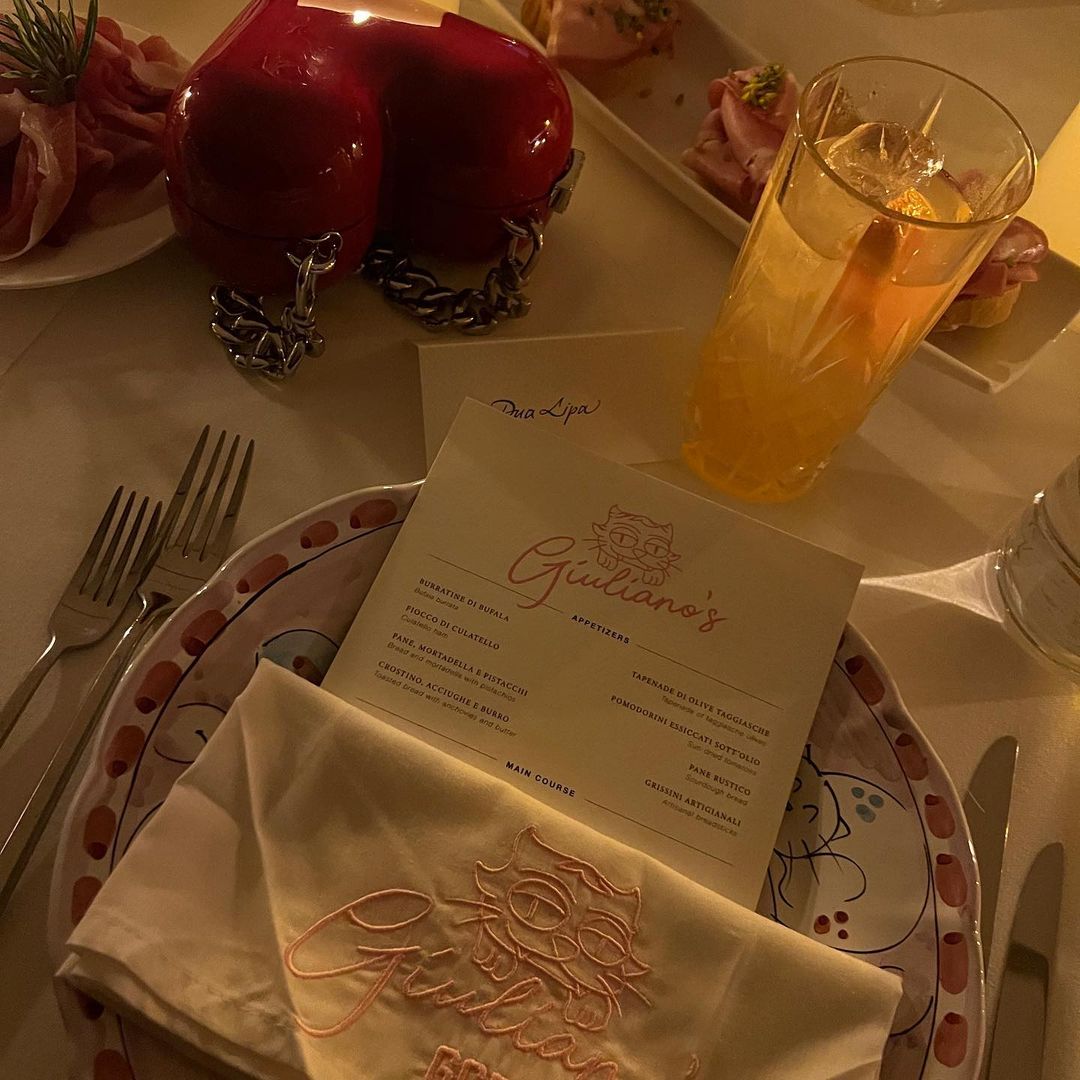 Dua Lipa
Giuliano's
APPETIZERS
BURRATINE DI BUFALA
Bufala burrata
FIOCCO DI CULATELLO
Culatello ham
PANE, MORTADELLA E PISTACCHI
Bread and mortadella with pistachios
CROSTINO, ACCIUGHE E BURRO
Toasted bread with anchovies and butter
TAPENADE DI OLIVE TAGGIASCHE
Tapenade of taggiasche olives
POMODORINI ESSICCATI SOTT'OLIO
Sun dried tomatoes
PANE RUSTICO
Sourdough bread
GRISSINI ARTIGIANALI
Artisanal breadsticks
MAIN COURSE
Giulian